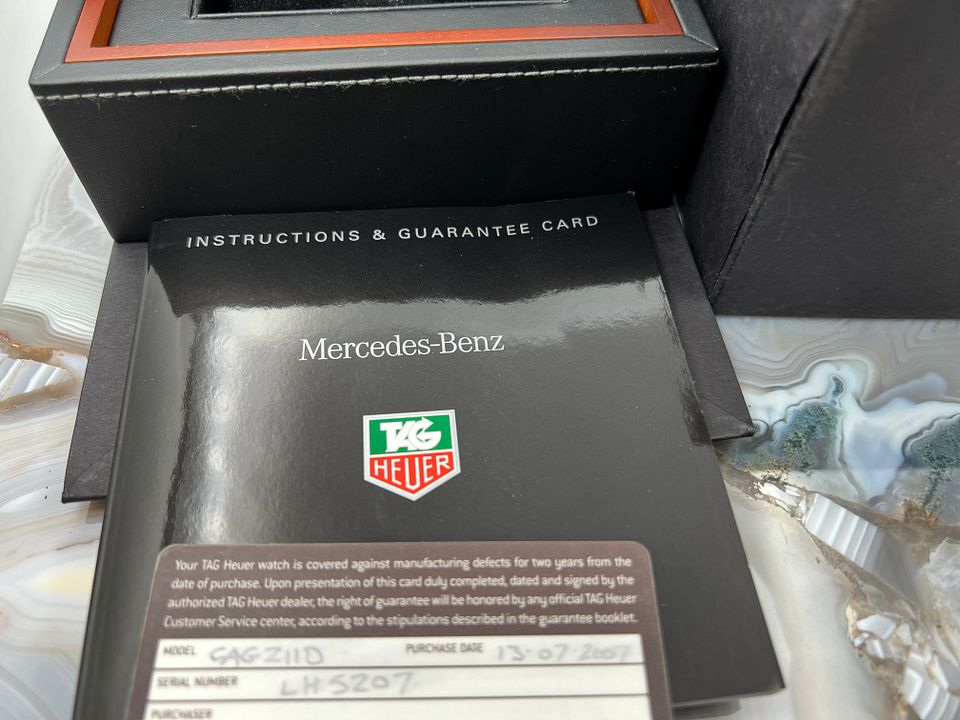 INSTRUCTIONS & GUARANTEE CARD
Mercedes-Benz
TAG
HEUER
Your TAG Heuer watch is covered against manufacturing defects for two years from the
date of purchase. Upon presentation of this card duly completed, dated and signed by the
authorized TAG Heuer dealer, the right of guarantee will be honored by any official TAG Heuer
Customer Service center, according to the stipulations described in the guarantee booklet.
MODEL SAG2110 PURCHASE DATE 13-07-2007
SERIAL NUMBER LH5207
PURCHASER